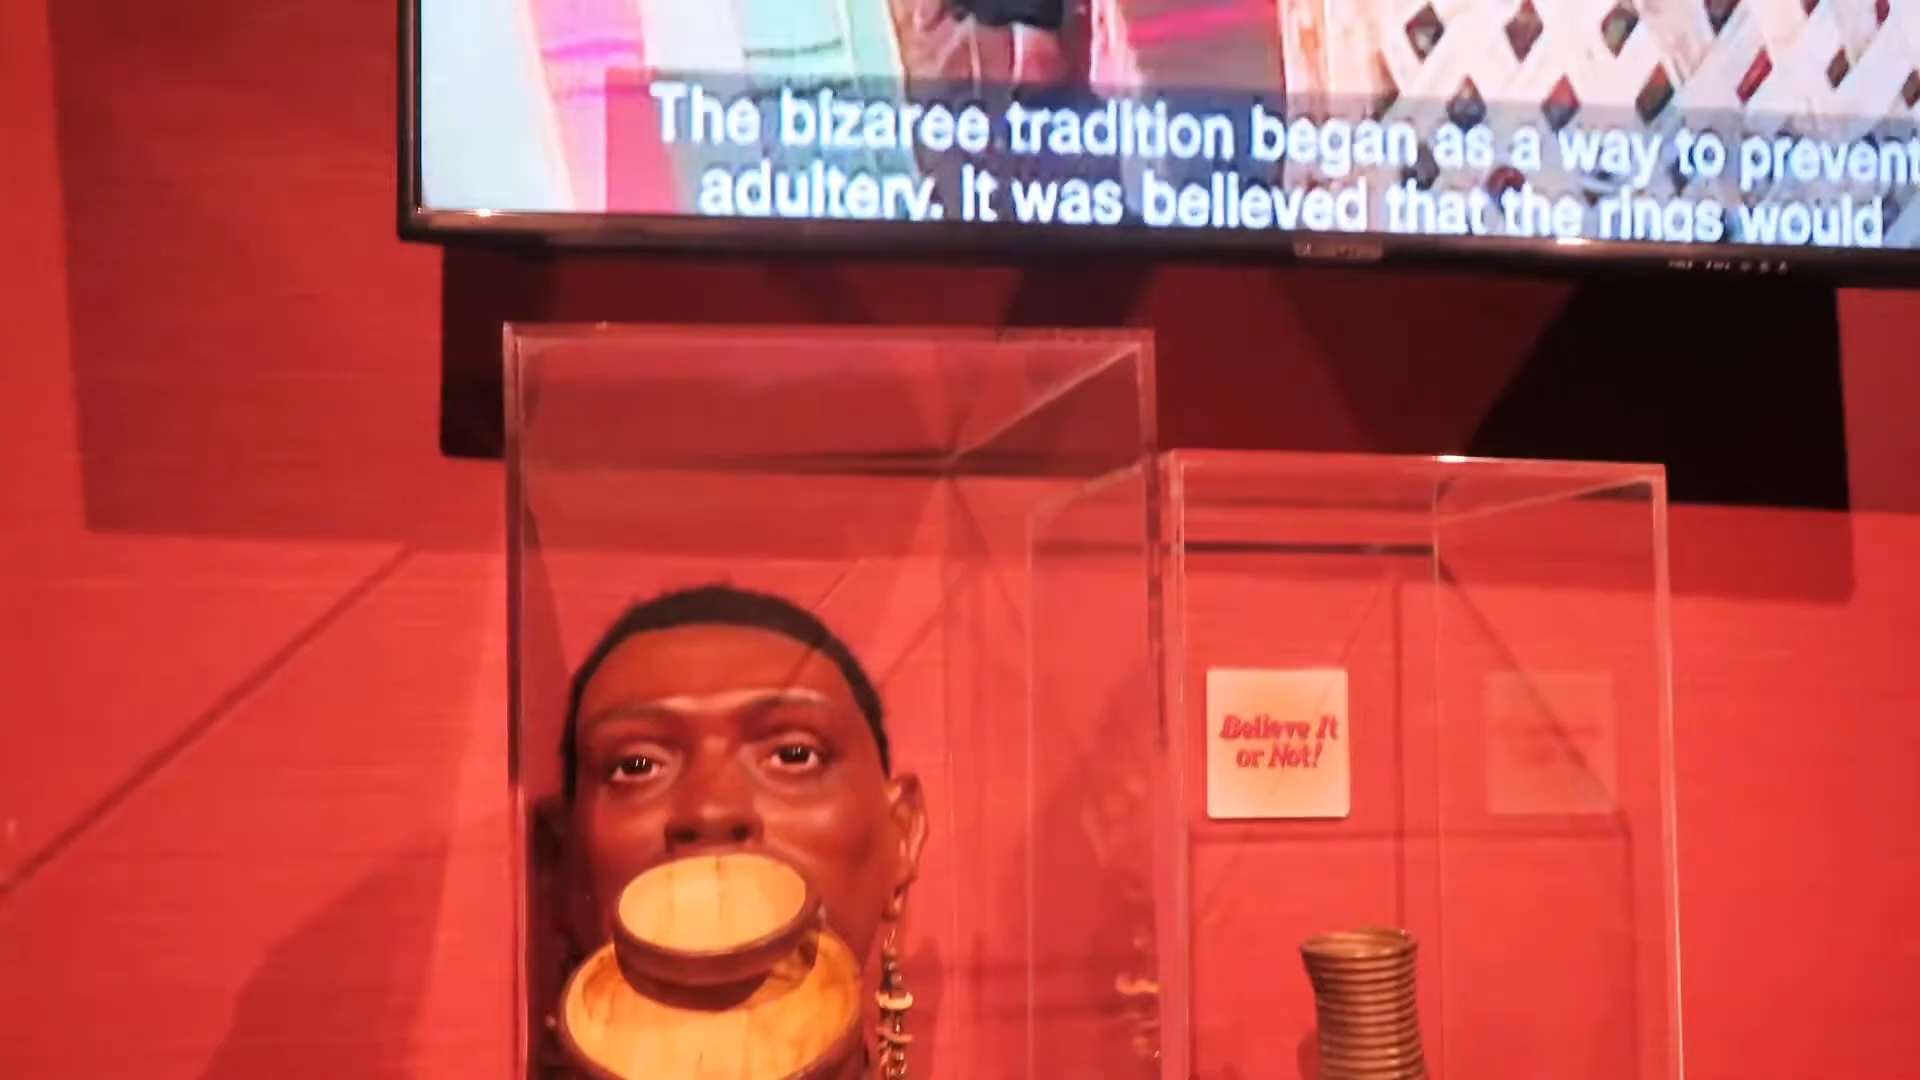 The bizaree tradition began as a way to prevent
adultery. It was believed that the rings would
Believe It
or Not!